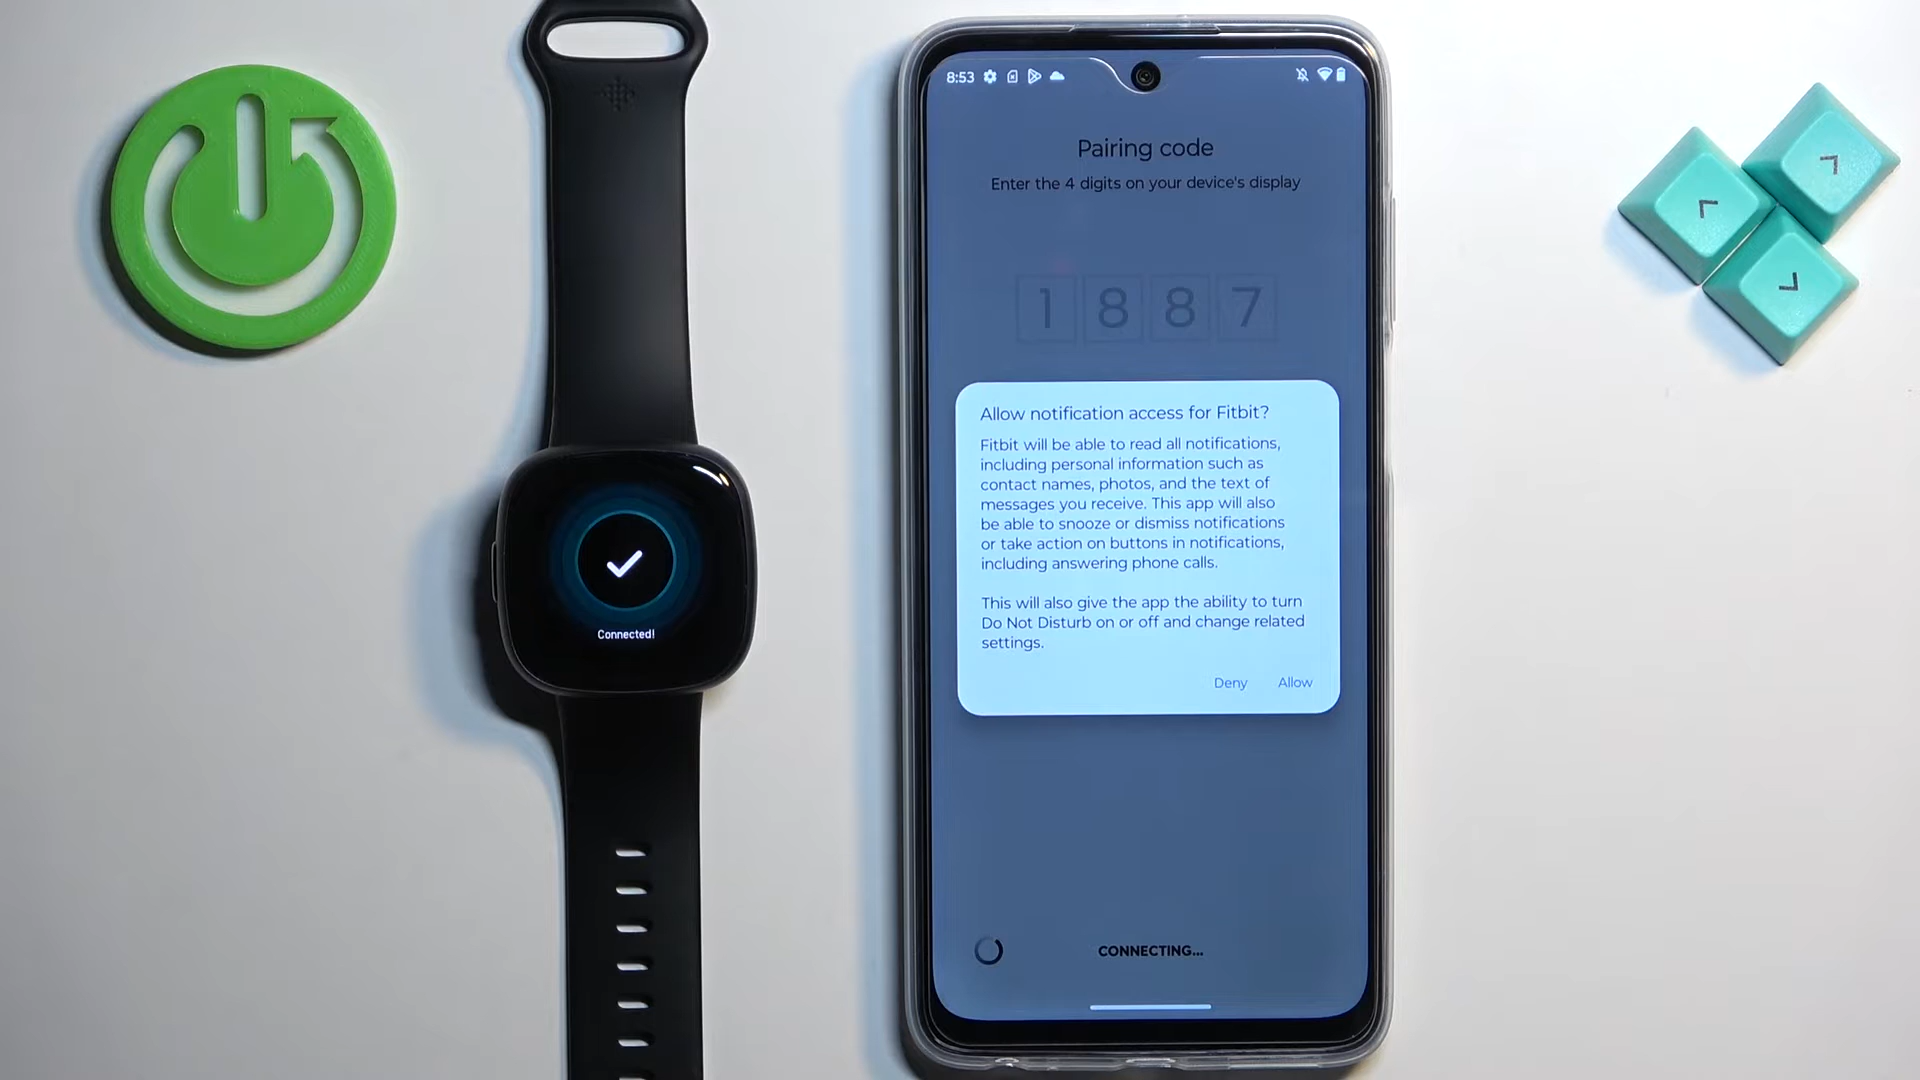 8:53
Pairing code
Enter the 4 digits on your device's display
1 8 8 7
Allow notification access for Fitbit?
Fitbit will be able to read all notifications,
including personal information such as
contact names, photos, and the text of
messages you receive. This app will also
be able to snooze or dismiss notifications
or take action on buttons in notifications,
including answering phone calls.
This will also give the app the ability to turn
Do Not Disturb on or off and change related
settings.
Deny Allow
CONNECTING...
Connected!